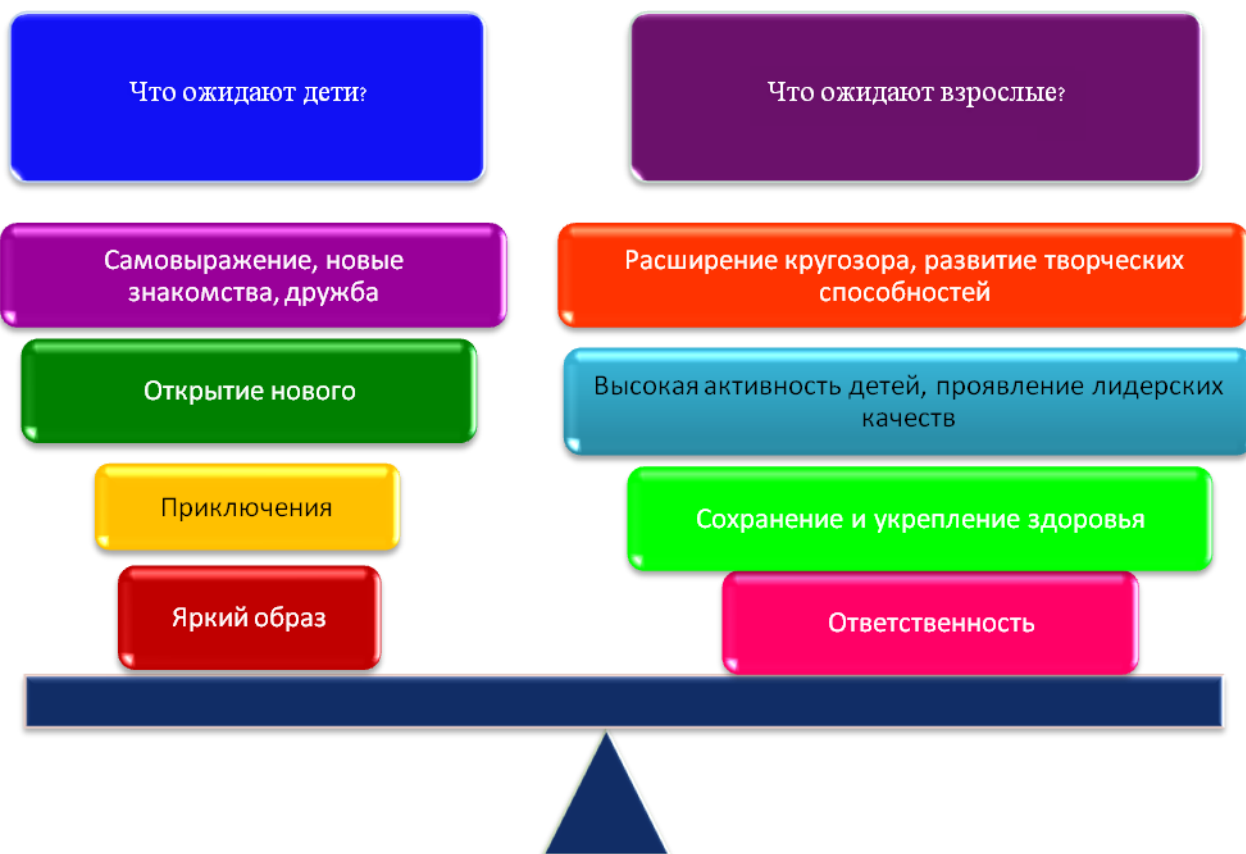 Что ожидают дети?
Что ожидают взрослые?
Самовыражение, новые
знакомства, дружба
Открытие нового
Приключения
Яркий образ
Расширение кругозора, развитие творческих
способностей
Высокая активность детей, проявление лидерских
качеств
Сохранение и укрепление здоровья
Ответственность